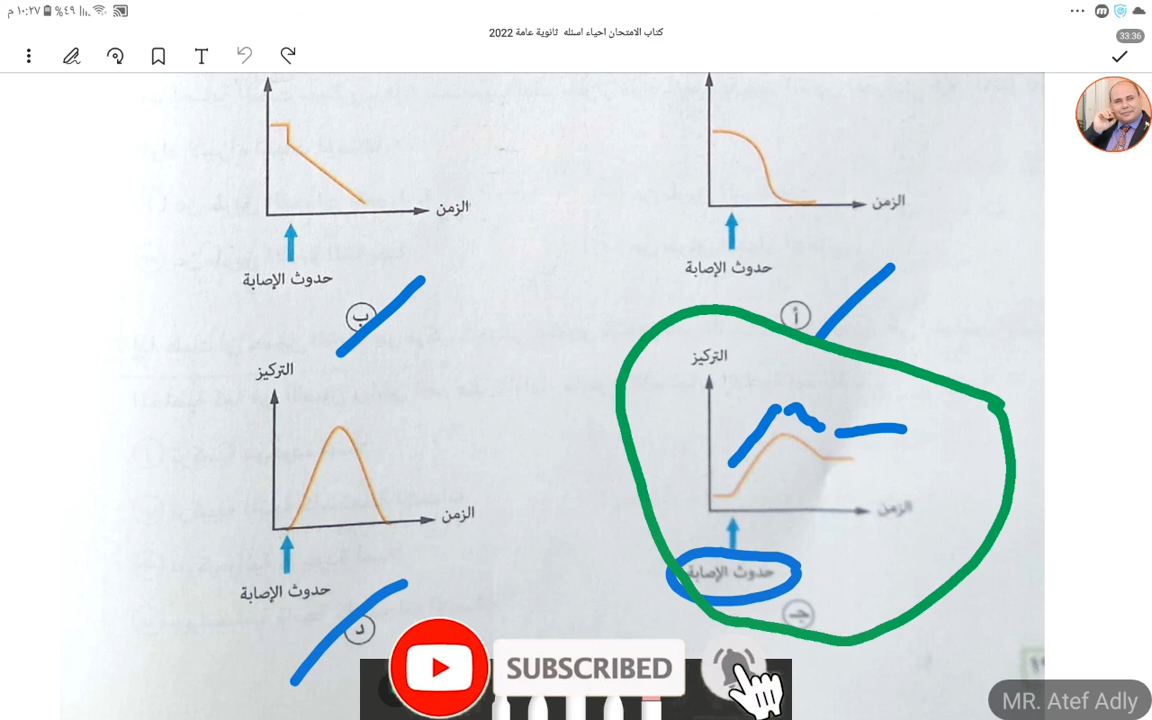 ١٠:٢٧ م ٤٩%
33:36
كتاب الامتحان احياء اسئله ثانوية عامة 2022
T
الزمن
حدوث الإصابة
أ
الزمن
حدوث الإصابة
ب
التركيز
الزمن
حدوث الإصابة
جـ
التركيز
الزمن
حدوث الإصابة
د
SUBSCRIBED
MR. Atef Adly